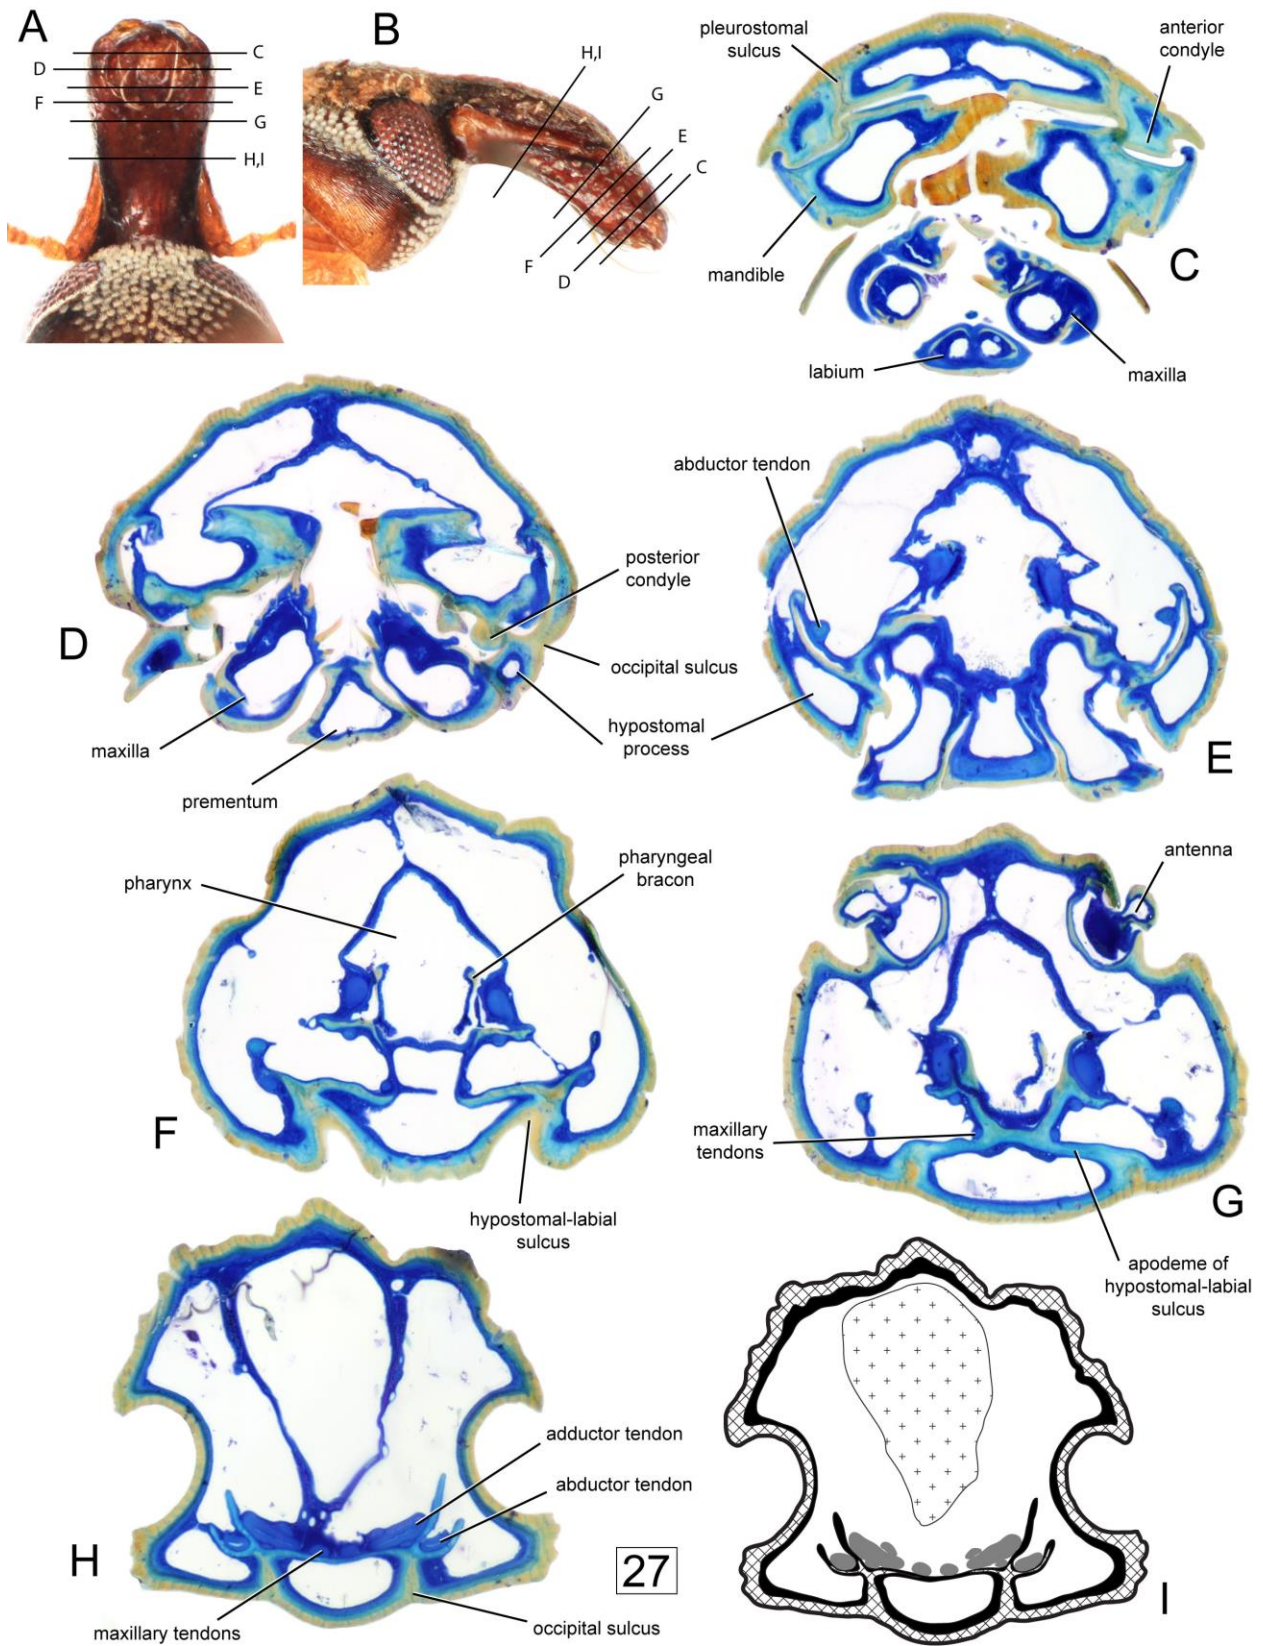 A
C
D
E
F
G
H,I
B
H,I
G
E
C
F
D
pleurostomal
sulcus
anterior
condyle
mandible
C
labium
maxilla
D
posterior
condyle
occipital sulcus
maxilla
hypostomal
process
prementum
abductor tendon
E
pharynx
pharyngeal
bracon
F
hypostomal-labial
sulcus
antenna
maxillary
tendons
G
apodeme of
hypostomal-labial
sulcus
adductor tendon
abductor tendon
H
27
occipital sulcus
maxillary tendons
I